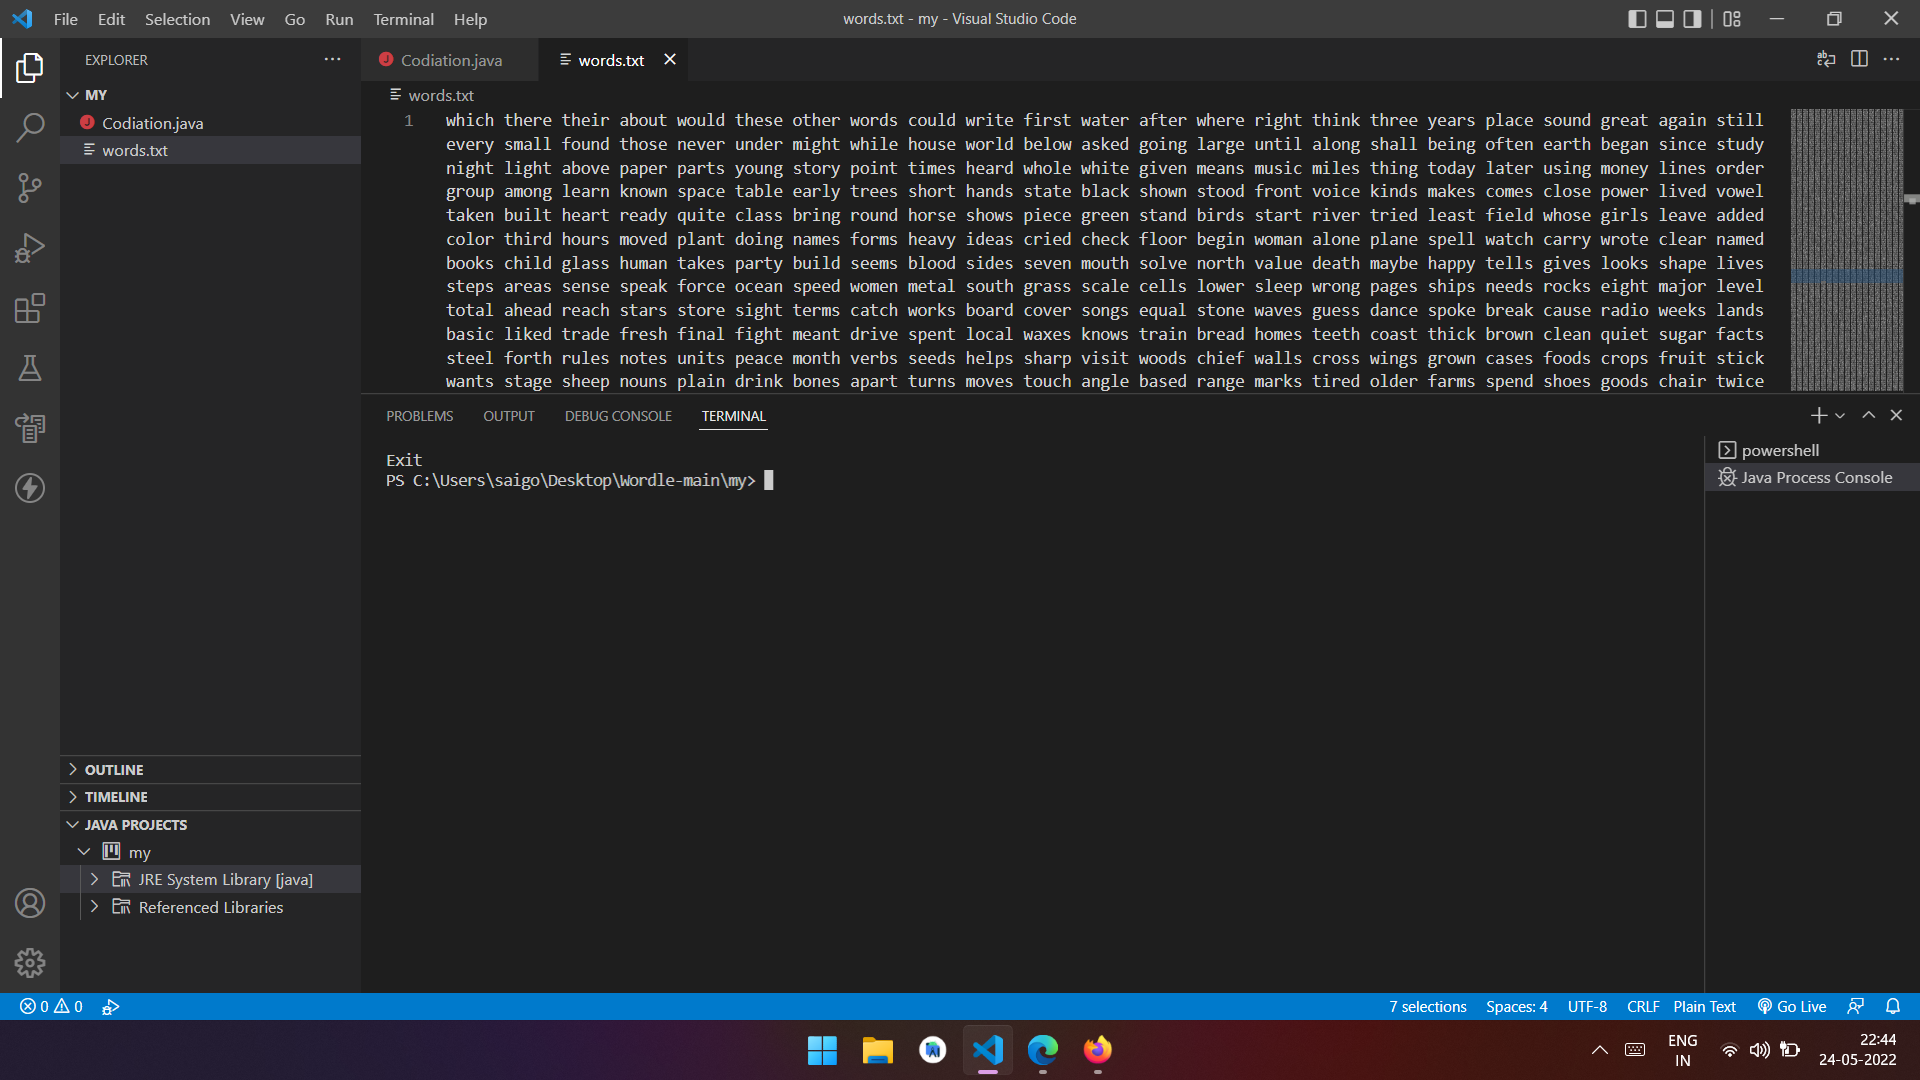 File Edit Selection View Go Run Terminal Help
words.txt - my - Visual Studio Code
EXPLORER
MY
Codiation.java
words.txt
Codiation.java
words.txt
words.txt
1
which there their about would these other words could write first water after where right think three years place sound great again still
every small found those never under might while house world below asked going large until along shall being often earth began since study
night light above paper parts young story point times heard whole white given means music miles thing today later using money lines order
group among learn known space table early trees short hands state black shown stood front voice kinds makes comes close power lived vowel
taken built heart ready quite class bring round horse shows piece green stand birds start river tried least field whose girls leave added
color third hours moved plant doing names forms heavy ideas cried check floor begin woman alone plane spell watch carry wrote clear named
books child glass human takes party build seems blood sides seven mouth solve north value death maybe happy tells gives looks shape lives
steps areas sense speak force ocean speed women metal south grass scale cells lower sleep wrong pages ships needs rocks eight major level
total ahead reach stars store sight terms catch works board cover songs equal stone waves guess dance spoke break cause radio weeks lands
basic liked trade fresh final fight meant drive spent local waxes knows train bread homes teeth coast thick brown clean quiet sugar facts
steel forth rules notes units peace month verbs seeds helps sharp visit woods chief walls cross wings grown cases foods crops fruit stick
wants stage sheep nouns plain drink bones apart turns moves touch angle based range marks tired older farms spend shoes goods chair twice
PROBLEMS OUTPUT DEBUG CONSOLE TERMINAL
Exit
PS C:\Users\saigo\Desktop\Wordle-main\my>
powershell
Java Process Console
OUTLINE
TIMELINE
JAVA PROJECTS
my
JRE System Library [java]
Referenced Libraries
0 0
7 selections Spaces: 4 UTF-8 CRLF Plain Text Go Live
ENG
IN
22:44
24-05-2022